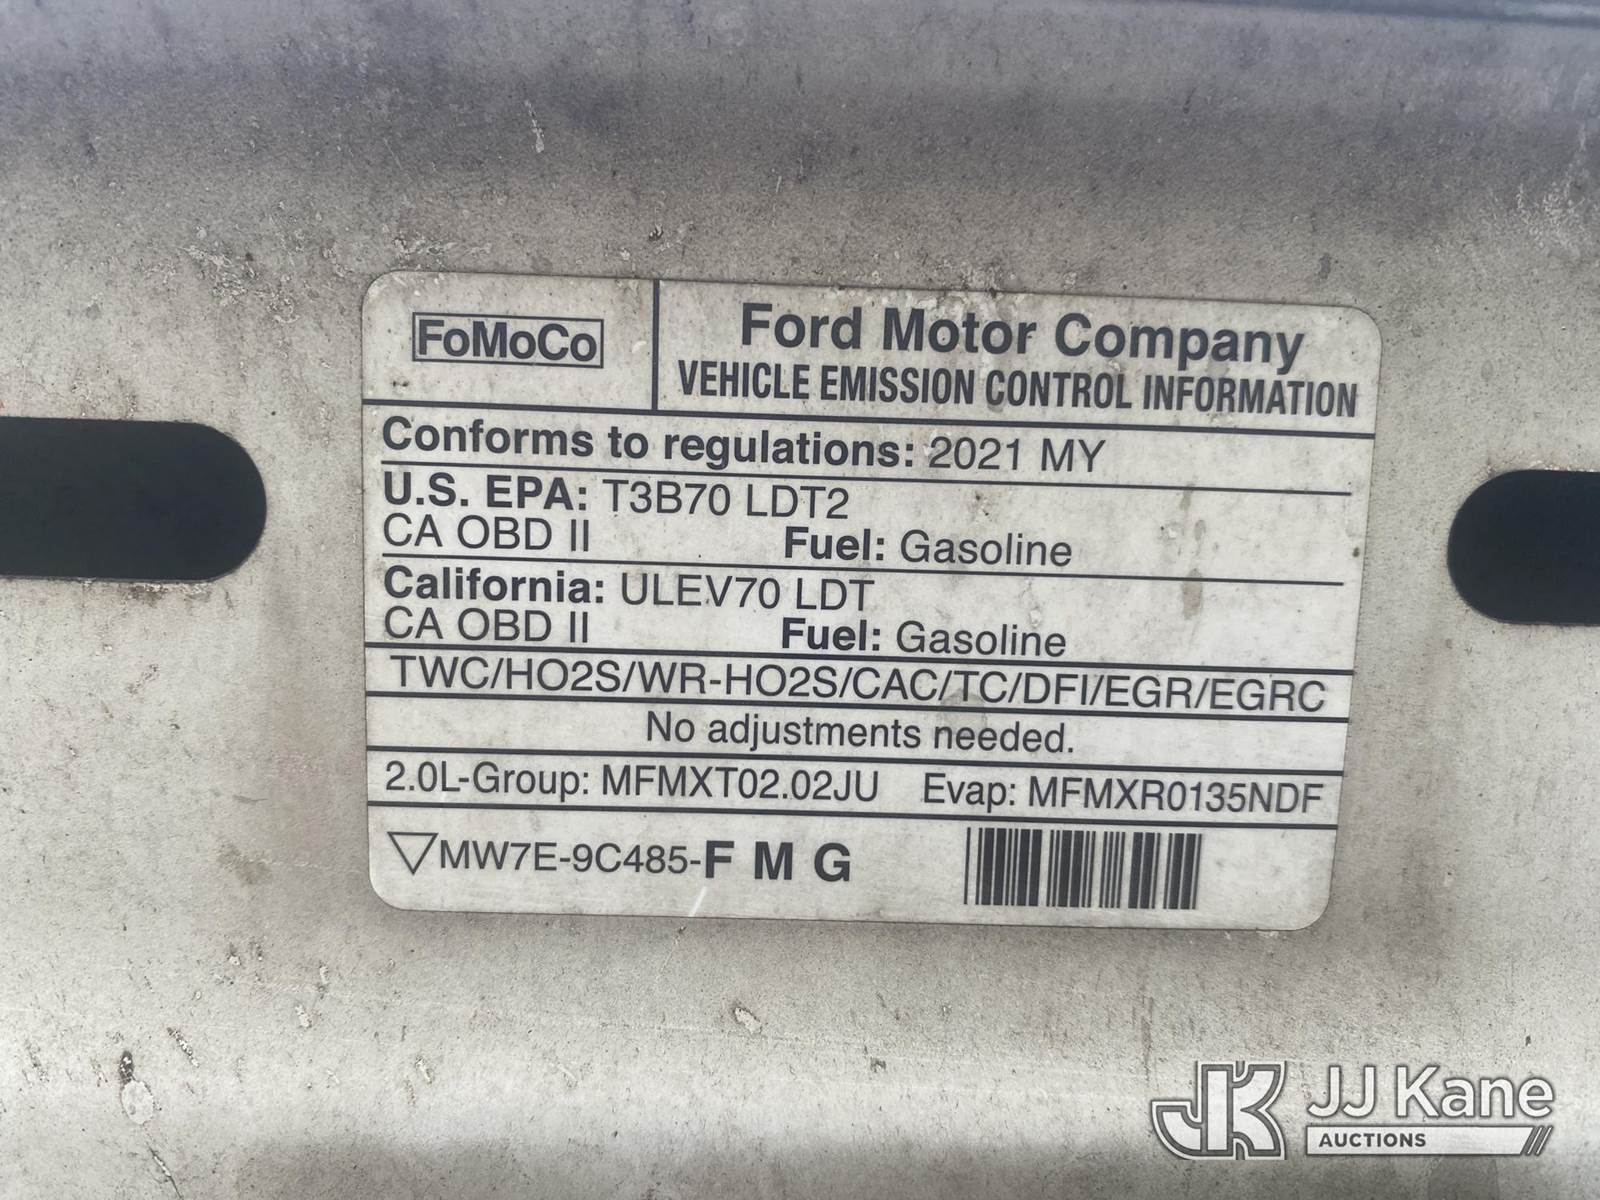 FoMoCo
Ford Motor Company
VEHICLE EMISSION CONTROL INFORMATION
Conforms to regulations: 2021 MY
U.S. EPA: T3B70 LDT2
CA OBD II Fuel: Gasoline
California: ULEV70 LDT
CA OBD II Fuel: Gasoline
TWC/HO2S/WR-HO2S/CAC/TC/DFI/EGR/EGRC
No adjustments needed.
2.0L-Group: MFMXT02.02JU Evap: MFMXR0135NDF
MW7E-9C485-F M G
JK JJ Kane
AUCTIONS